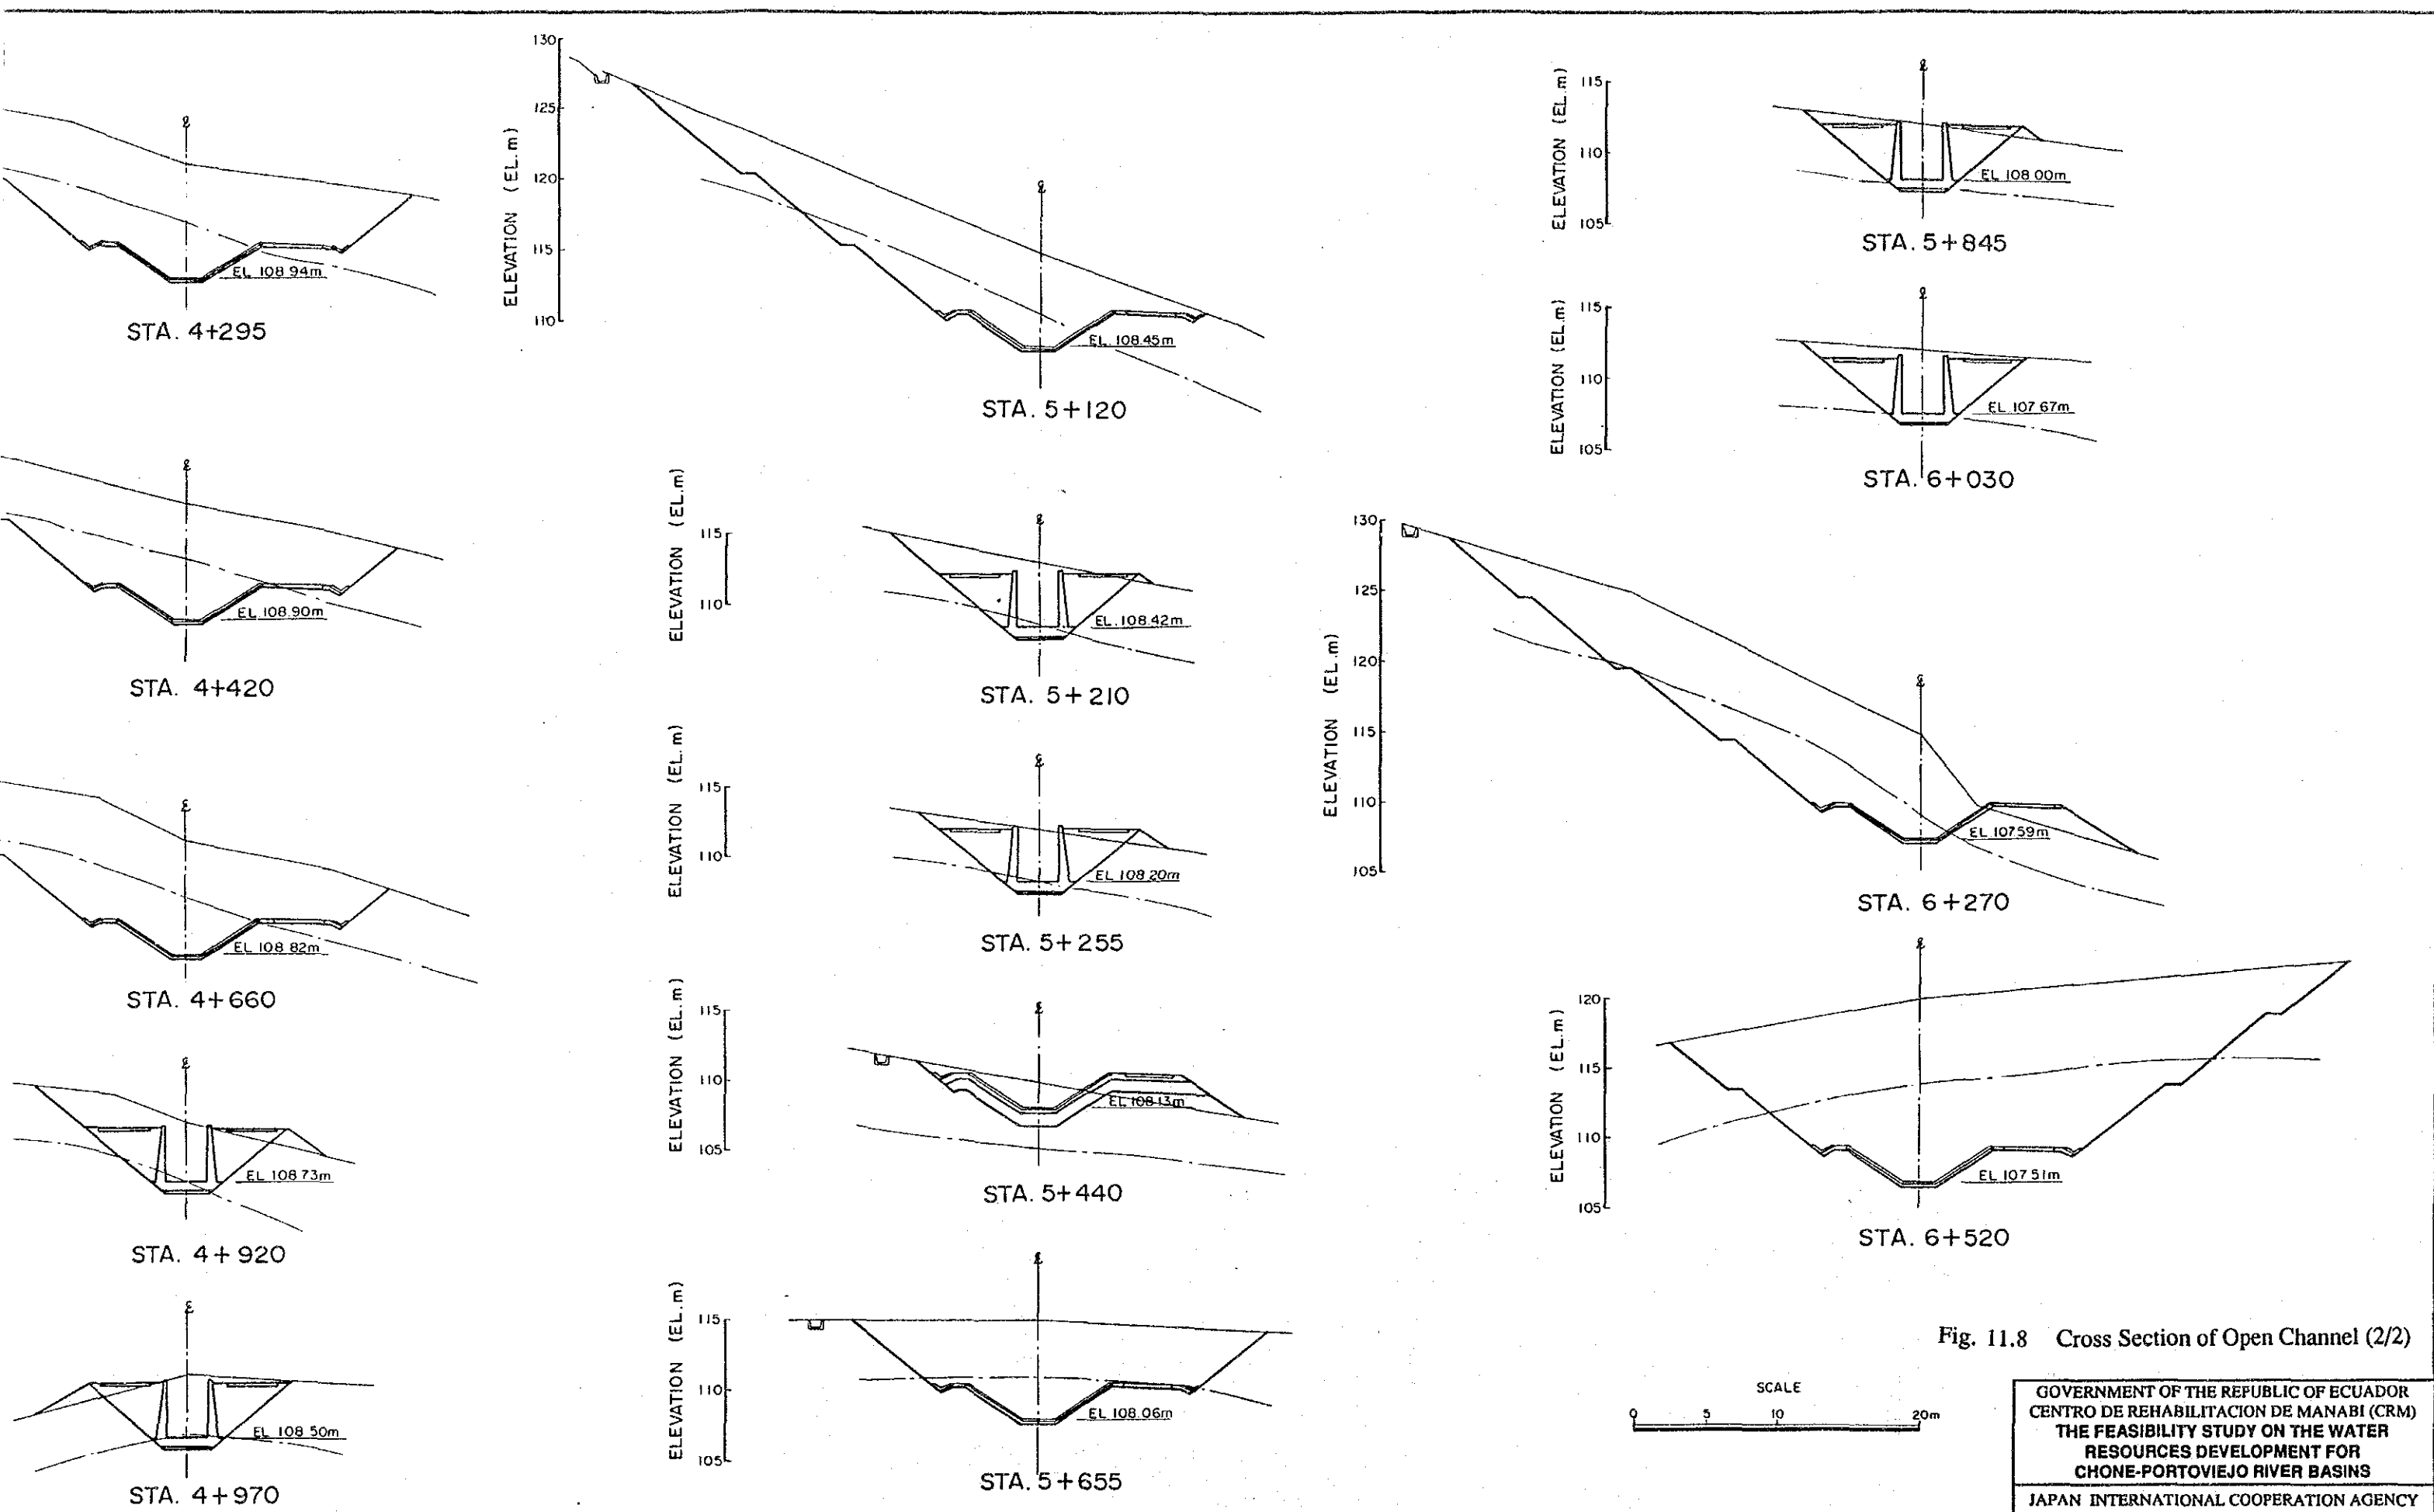 EL 108.94m
STA. 4+295
EL 108.90m
STA. 4+420
EL 108.82m
STA. 4+660
EL 108.73m
STA. 4+920
EL 108.50m
STA. 4+970
ELEVATION (EL.m)
130
125
120
115
110
EL. 108.45m
STA. 5+120
ELEVATION (EL.m)
115
110
EL. 108.42m
STA. 5+210
ELEVATION (EL.m)
115
110
EL 108.20m
STA. 5+255
ELEVATION (EL.m)
115
110
105
EL 108.13m
STA. 5+440
ELEVATION (EL.m)
115
110
105
EL 108.06m
STA. 5+655
ELEVATION (EL.m)
115
110
105
EL 108.00m
STA. 5+845
ELEVATION (EL.m)
115
110
105
EL 107.67m
STA. 6+030
ELEVATION (EL.m)
130
125
120
115
110
105
EL 107.59m
STA. 6+270
ELEVATION (EL.m)
120
115
110
105
EL 107.51m
STA. 6+520
Fig. 11.8 Cross Section of Open Channel (2/2)
SCALE
0 5 10 20m
GOVERNMENT OF THE REPUBLIC OF ECUADOR
CENTRO DE REHABILITACION DE MANABI (CRM)
THE FEASIBILITY STUDY ON THE WATER
RESOURCES DEVELOPMENT FOR
CHONE-PORTOVIEJO RIVER BASINS
JAPAN INTERNATIONAL COOPERATION AGENCY